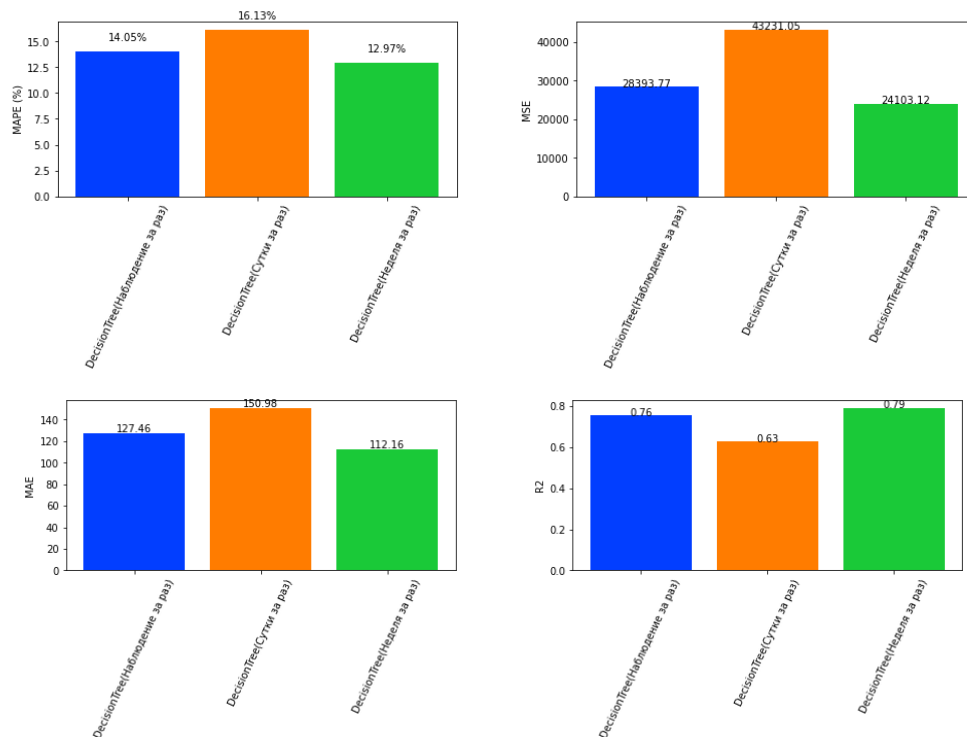 16.13%
14.05%
12.97%
15.0
12.5
10.0
7.5
5.0
2.5
0.0
MAPE (%)
DecisionTree(Наблюдение за раз)
DecisionTree(Сутки за раз)
DecisionTree(Неделя за раз)
43231.05
28393.77
24103.12
40000
30000
20000
10000
0
MSE
DecisionTree(Наблюдение за раз)
DecisionTree(Сутки за раз)
DecisionTree(Неделя за раз)
150.98
127.46
112.16
140
120
100
80
60
40
20
0
MAE
DecisionTree(Наблюдение за раз)
DecisionTree(Сутки за раз)
DecisionTree(Неделя за раз)
0.76
0.63
0.79
0.8
0.6
0.4
0.2
0.0
R2
DecisionTree(Наблюдение за раз)
DecisionTree(Сутки за раз)
DecisionTree(Неделя за раз)